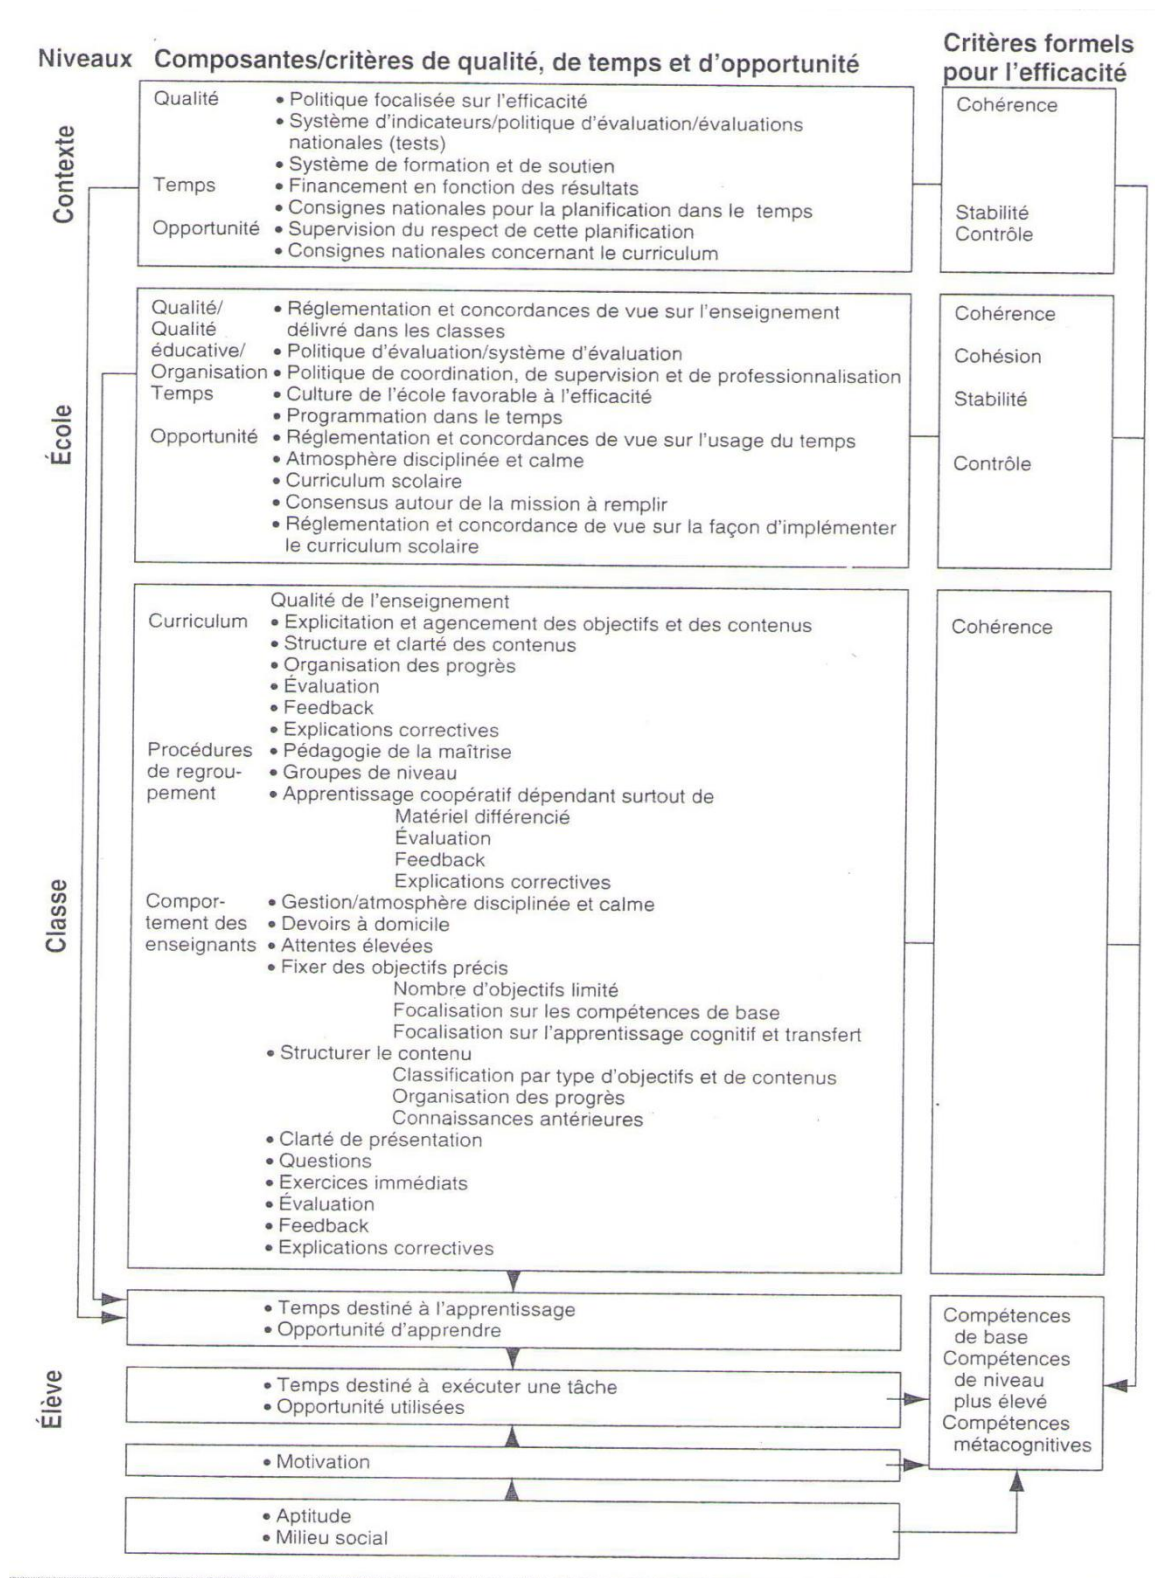 Niveaux Composantes/critères de qualité, de temps et d'opportunité
Critères formels
pour l'efficacité
Contexte
Qualité • Politique focalisée sur l'efficacité
• Système d'indicateurs/politique d'évaluation/évaluations
nationales (tests)
• Système de formation et de soutien
Temps • Financement en fonction des résultats
• Consignes nationales pour la planification dans le temps
Opportunité • Supervision du respect de cette planification
• Consignes nationales concernant le curriculum
Cohérence
Stabilité
Contrôle
École
Qualité/ • Réglementation et concordances de vue sur l'enseignement
Qualité délivré dans les classes
éducative/ • Politique d'évaluation/système d'évaluation
Organisation • Politique de coordination, de supervision et de professionnalisation
Temps • Culture de l'école favorable à l'efficacité
• Programmation dans le temps
Opportunité • Réglementation et concordances de vue sur l'usage du temps
• Atmosphère disciplinée et calme
• Curriculum scolaire
• Consensus autour de la mission à remplir
• Réglementation et concordance de vue sur la façon d'implémenter
le curriculum scolaire
Cohérence
Cohésion
Stabilité
Contrôle
Classe
Qualité de l'enseignement
Curriculum • Explicitation et agencement des objectifs et des contenus
• Structure et clarté des contenus
• Organisation des progrès
• Évaluation
• Feedback
• Explications correctives
Procédures • Pédagogie de la maîtrise
de regrou- • Groupes de niveau
pement • Apprentissage coopératif dépendant surtout de
Matériel différencié
Évaluation
Feedback
Explications correctives
Compor- • Gestion/atmosphère disciplinée et calme
tement des • Devoirs à domicile
enseignants • Attentes élevées
• Fixer des objectifs précis
Nombre d'objectifs limité
Focalisation sur les compétences de base
Focalisation sur l'apprentissage cognitif et transfert
• Structurer le contenu
Classification par type d'objectifs et de contenus
Organisation des progrès
Connaissances antérieures
• Clarté de présentation
• Questions
• Exercices immédiats
• Évaluation
• Feedback
• Explications correctives
Cohérence
• Temps destiné à l'apprentissage
• Opportunité d'apprendre
Élève
• Temps destiné à exécuter une tâche
• Opportunité utilisées
• Motivation
• Aptitude
• Milieu social
Compétences
de base
Compétences
de niveau
plus élevé
Compétences
métacognitives